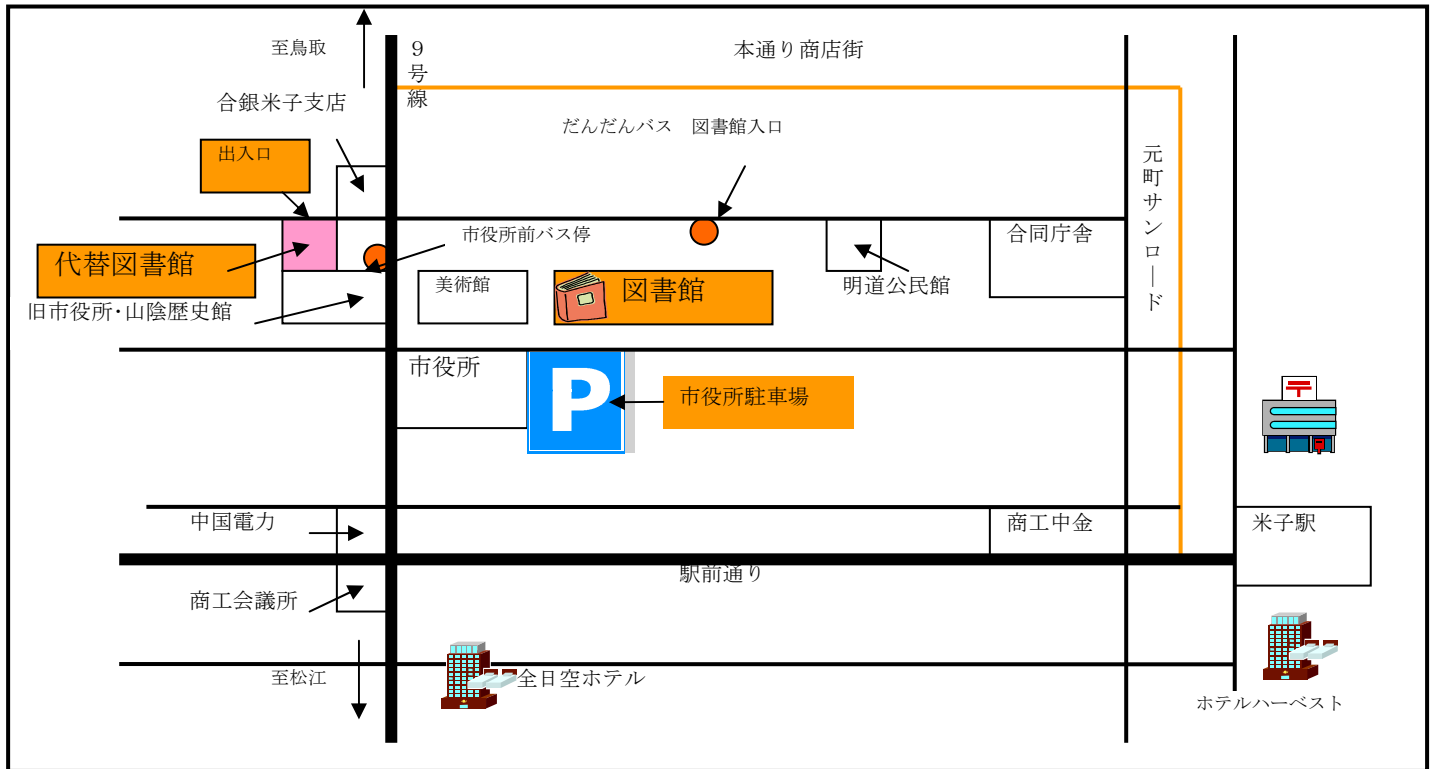 至鳥取
9号線
本通り商店街
合銀米子支店
だんだんバス 図書館入口
出入口
元町サンロード
市役所前バス停
合同庁舎
代替図書館
美術館
図書館
明道公民館
旧市役所・山陰歴史館
市役所
P
市役所駐車場
〒
中国電力
商工中金
米子駅
駅前通り
商工会議所
至松江
全日空ホテル
ホテルハーベスト